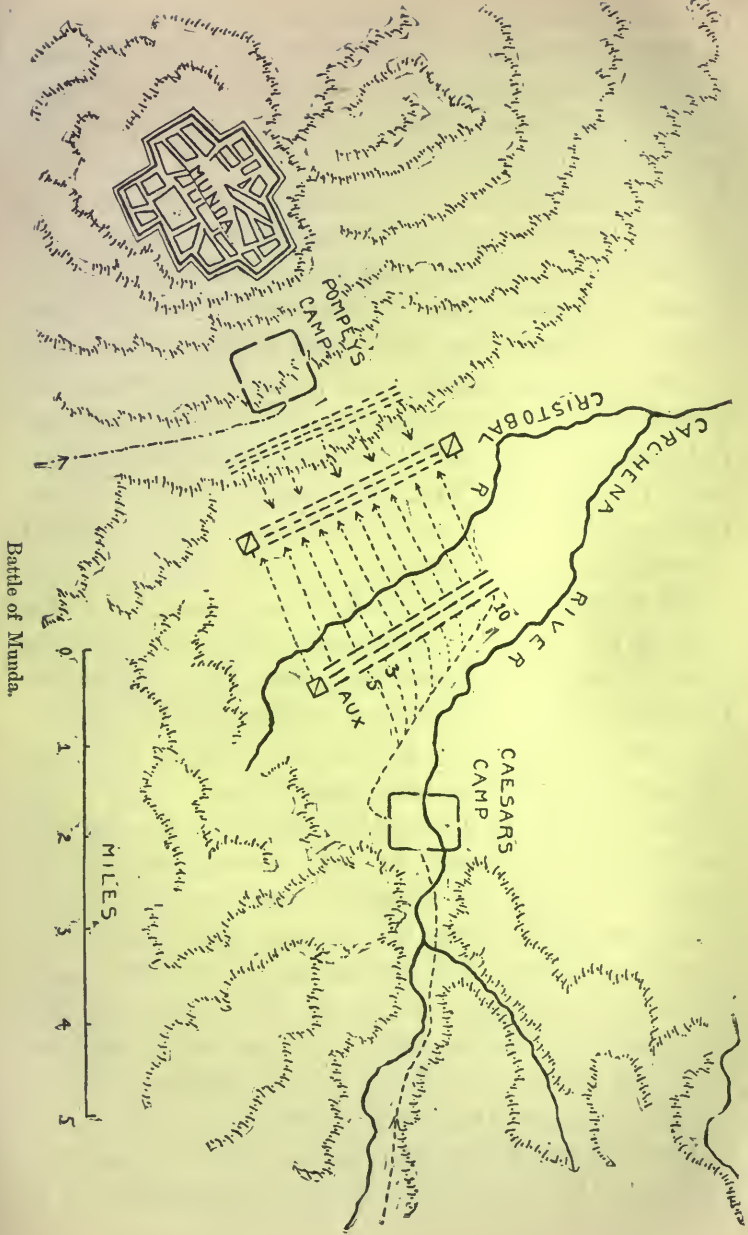 MUNDA
POMPEY'S
CAMP
CRISTOBAL
R
CARCHENA
RIVER
10
3
5
AUX
CAESARS
CAMP
0
1
2
3
4
5
MILES
Battle of Munda.